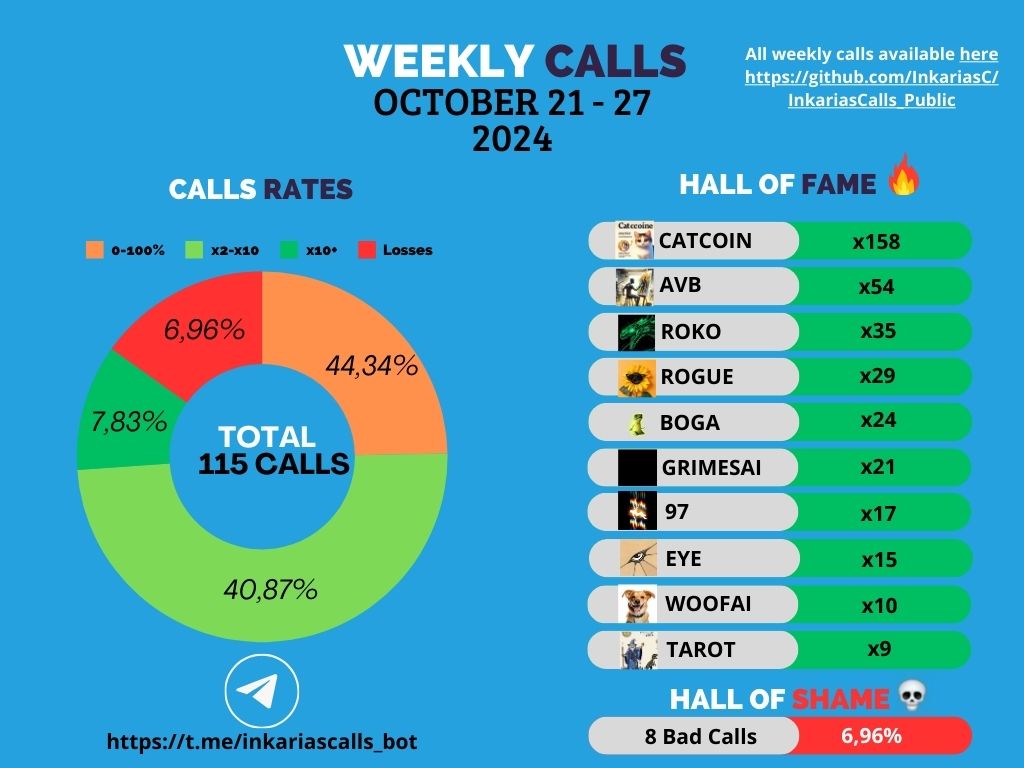 WEEKLY CALLS
OCTOBER 21 - 27
2024
All weekly calls available here
https://github.com/InkariasC/
InkariasCalls_Public
CALLS RATES
0-100% x2-x10 x10+ Losses
6,96%
44,34%
7,83%
TOTAL
115 CALLS
40,87%
https://t.me/inkariascalls_bot
HALL OF FAME
Catccoine
CATCOIN x158
AVB x54
ROKO x35
ROGUE x29
BOGA x24
GRIMESAI x21
97 x17
EYE x15
WOOFAI x10
TAROT x9
HALL OF SHAME
8 Bad Calls 6,96%